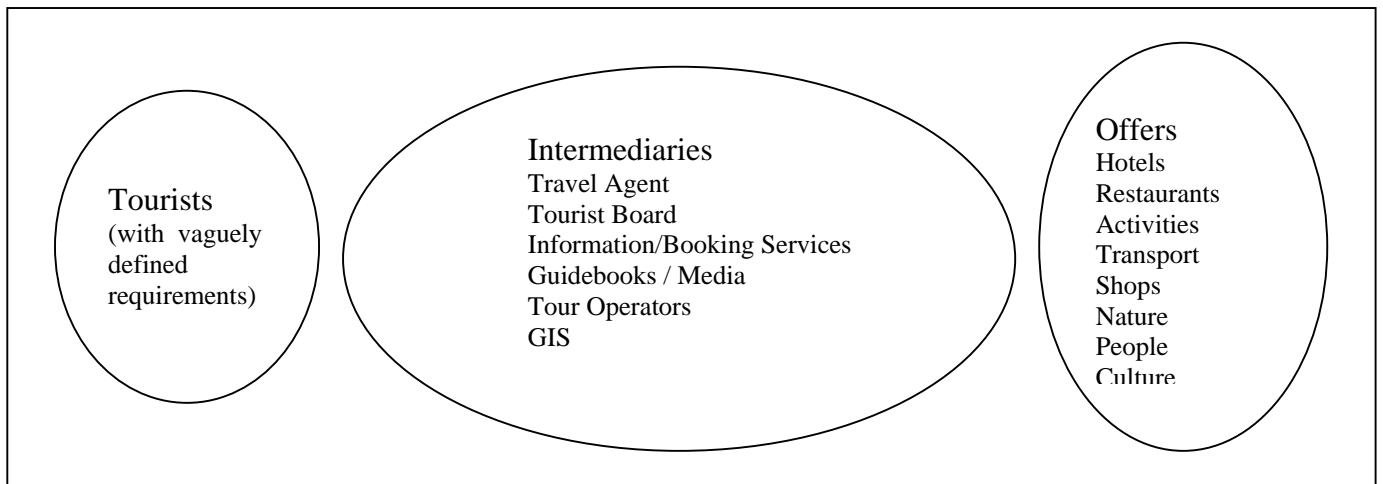 Tourists
(with vaguely
defined
requirements)
Intermediaries
Travel Agent
Tourist Board
Information/Booking Services
Guidebooks / Media
Tour Operators
GIS
Offers
Hotels
Restaurants
Activities
Transport
Shops
Nature
People
Culture